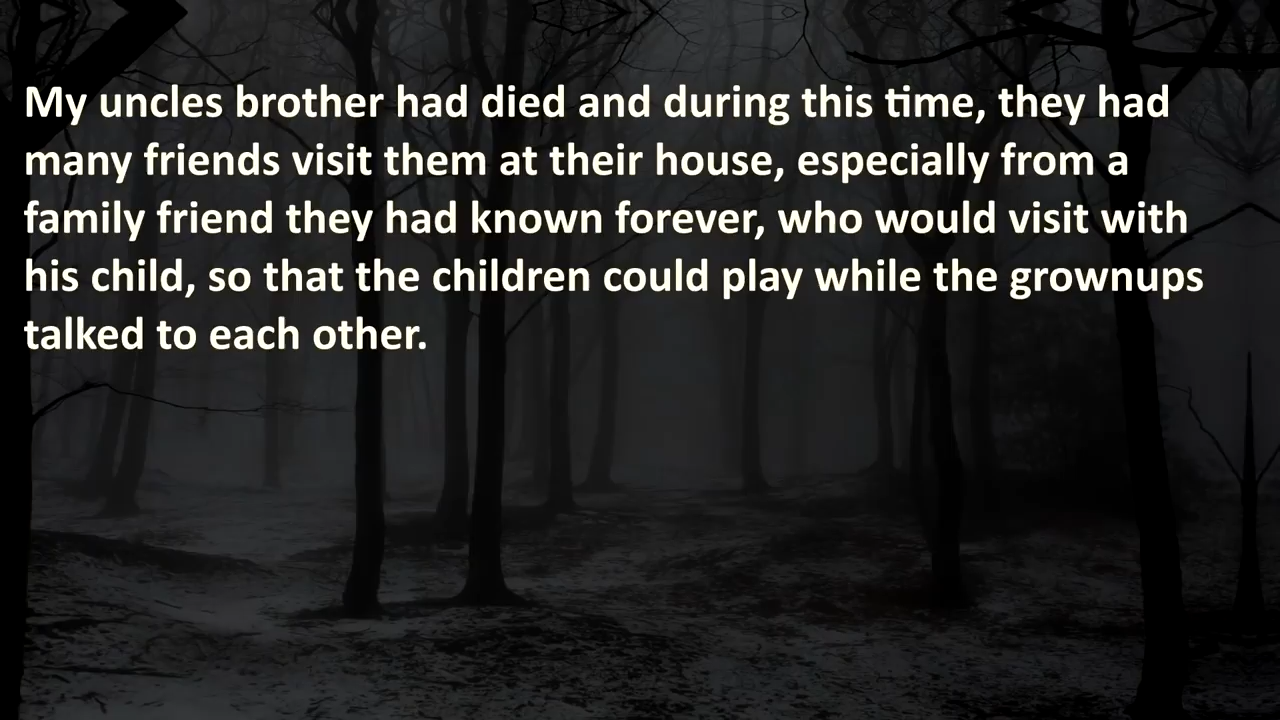 My uncles brother had died and during this time, they had
many friends visit them at their house, especially from a
family friend they had known forever, who would visit with
his child, so that the children could play while the grownups
talked to each other.